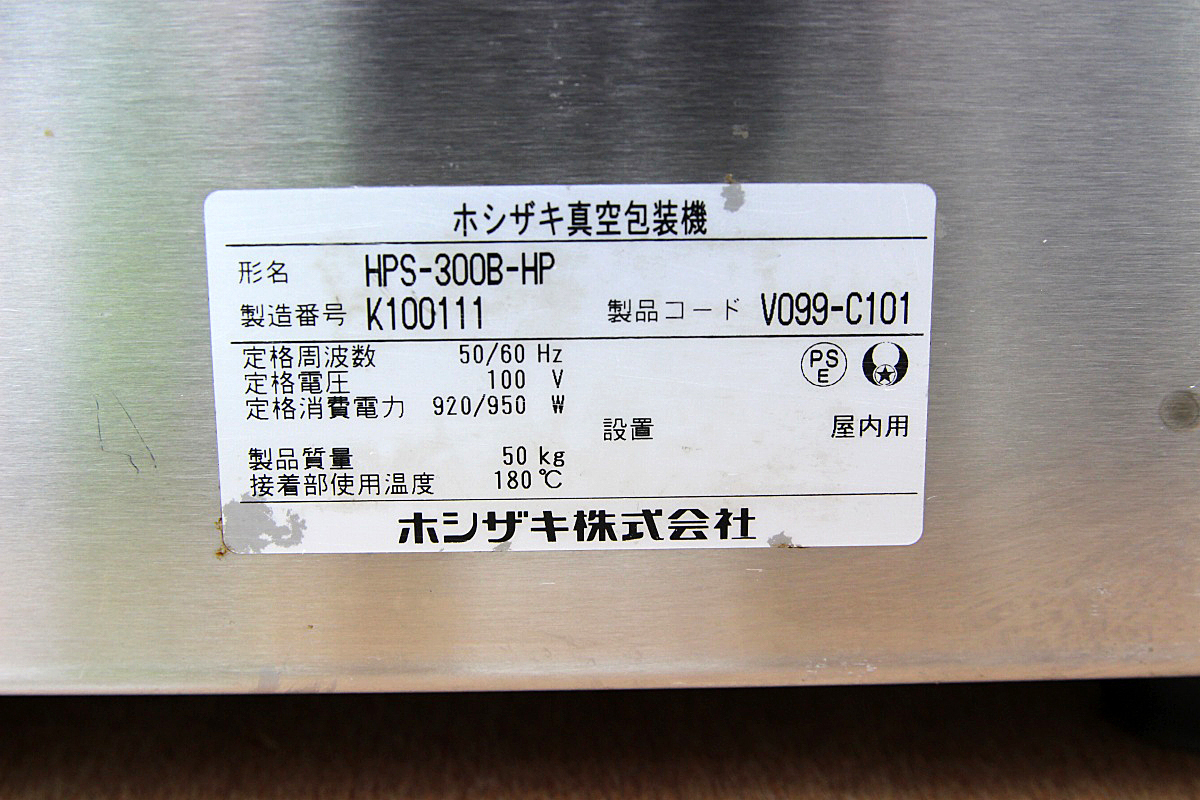 ホシザキ真空包装機
形名 HPS-300B-HP
製造番号 K100111 製品コード V099-C101
定格周波数 50/60 Hz
定格電圧 100 V
定格消費電力 920/950 W
PS
E
設置 屋内用
製品質量 50 kg
接着部使用温度 180℃
ホシザキ株式会社